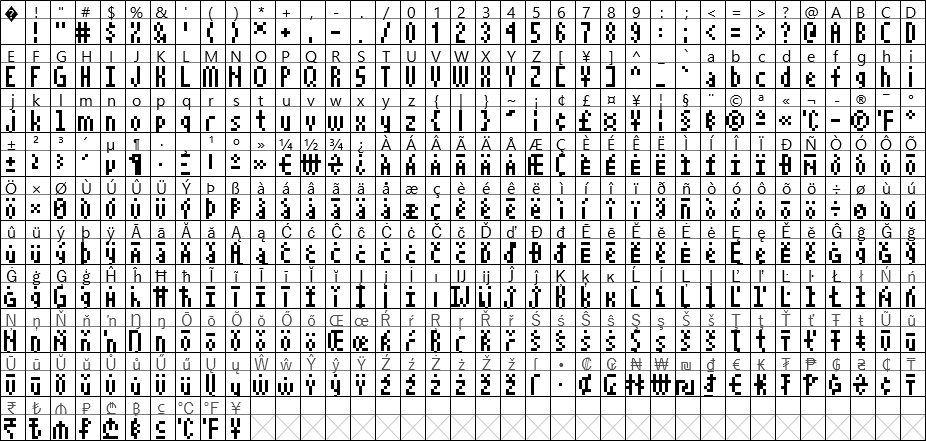 � ! " # $ % & ' ( ) * + , - . / 0 1 2 3 4 5 6 7 8 9 : ; < = > ? @ A B C D
E F G H I J K L M N O P Q R S T U V W X Y Z [ ¥ ] ^ _ ` a b c d e f g h i
j k l m n o p q r s t u v w x y z { | } ~ ¡ ¢ £ ¤ ¥ ¦ § ¨ © ª « ¬ - ® ¯ °
± ² ³ ´ µ ¶ · ¸ ¹ º » ¼ ½ ¾ ¿ À Á Â Ã Ä Å Æ Ç È É Ê Ë Ì Í Î Ï Ð Ñ Ò Ó Ô Õ
Ö × Ø Ù Ú Û Ü Ý Þ ß à á â ã ä å æ ç è é ê ë ì í î ï ð ñ ò ó ô õ ö ÷ ø ù ú
û ü ý þ ÿ Ā ā Ă ă Ą ą Ć ć Ĉ ĉ Ċ ċ Č č Ď ď Đ đ Ē ē Ĕ ĕ Ė ė Ę ę Ě ě Ĝ ĝ Ğ ğ
Ġ ġ Ģ ģ Ĥ ĥ Ħ ħ Ĩ ĩ Ī ī Ĭ ĭ Į į İ ı IJ ij Ĵ ĵ Ķ ķ ĸ Ĺ ĺ Ļ ļ Ľ ľ Ŀ ŀ Ł ł Ń ń
Ņ ņ Ň ň ŉ Ŋ ŋ Ō ō Ŏ ŏ Ő ő Œ œ Ŕ ŕ Ŗ ŗ Ř ř Ś ś Ŝ ŝ Ş ş Š š Ţ ţ Ť ť Ŧ ŧ Ũ ũ
Ū ū Ŭ ŭ Ů ů Ű ű Ų ų Ŵ ŵ Ŷ ŷ Ÿ Ź ź Ż ż Ž ž ſ • ₡ ₢ ₦ ₩ ₪ ₫ € ₭ ₮ ₱ ₲ ₴ ₵ ₸
₹ ₺ ₼ ₽ ₾ ₿ ⃀ ℃ ℉ ¥